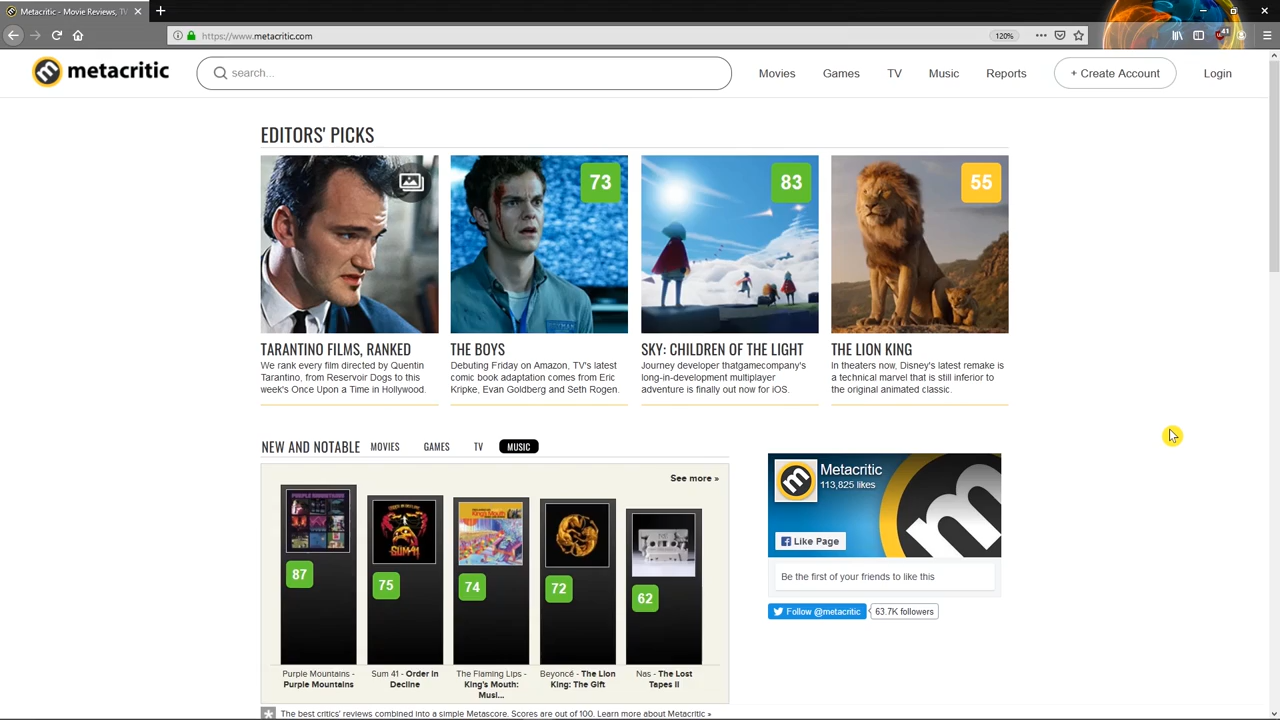 Metacritic - Movie Reviews, TV
https://www.metacritic.com
120%
metacritic
search...
Movies
Games
TV
Music
Reports
+ Create Account
Login
EDITORS' PICKS
73
83
55
TARANTINO FILMS, RANKED
We rank every film directed by Quentin
Tarantino, from Reservoir Dogs to this
week's Once Upon a Time in Hollywood.
THE BOYS
Debuting Friday on Amazon, TV's latest
comic book adaptation comes from Eric
Kripke, Evan Goldberg and Seth Rogen.
SKY: CHILDREN OF THE LIGHT
Journey developer thatgamecompany's
long-in-development multiplayer
adventure is finally out now for iOS.
THE LION KING
In theaters now, Disney's latest remake is
a technical marvel that is still inferior to
the original animated classic.
NEW AND NOTABLE
MOVIES
GAMES
TV
MUSIC
See more »
PURPLE MOUNTAINS
SUM 41
87
75
74
72
62
Purple Mountains -
Purple Mountains
Sum 41 - Order in
Decline
The Flaming Lips -
King's Mouth:
Musi...
Beyoncé - The Lion
King: The Gift
Nas - The Lost
Tapes II
Metacritic
113,825 likes
Like Page
Be the first of your friends to like this
Follow @metacritic
63.7K followers
The best critics' reviews combined into a simple Metascore. Scores are out of 100. Learn more about Metacritic »